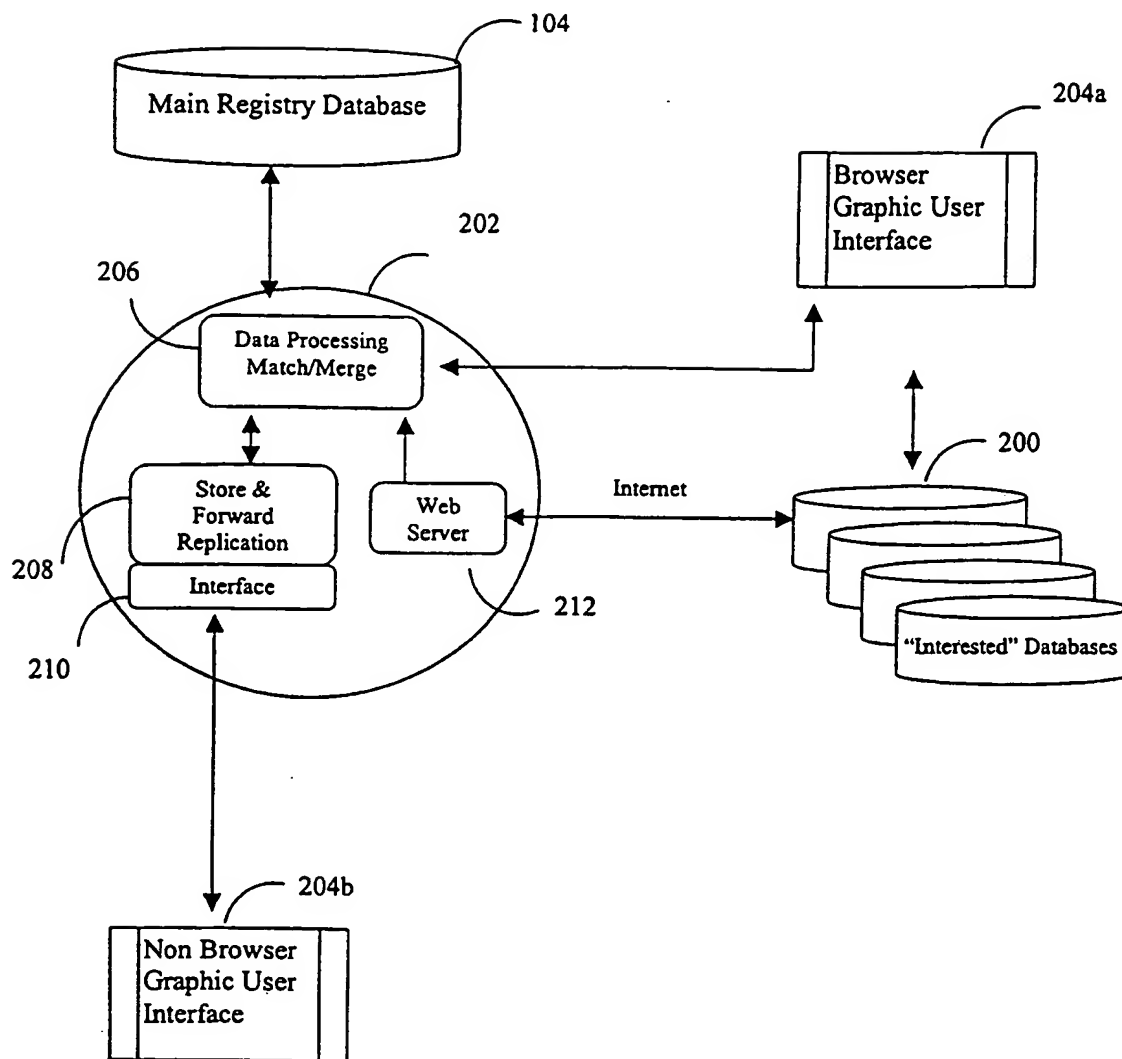 104
Main Registry Database
204a
Browser
Graphic User
Interface
202
206
Data Processing
Match/Merge
200
Store &
Forward
Replication
Web
Server
Internet
208
Interface
212
"Interested" Databases
210
204b
Non Browser
Graphic User
Interface